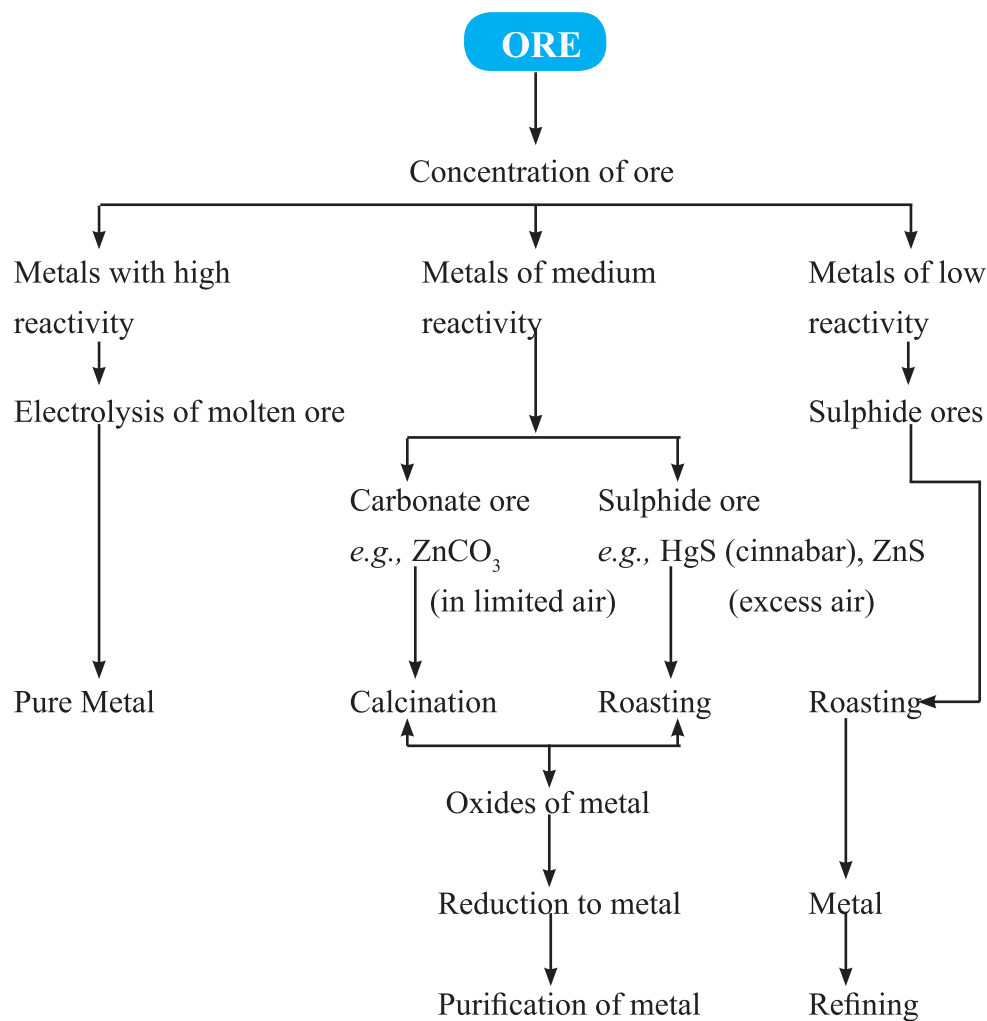 ORE
Concentration of ore
Metals with high
reactivity
Metals of medium
reactivity
Metals of low
reactivity
Electrolysis of molten ore
Sulphide ores
Carbonate ore
e.g., ZnCO₃
(in limited air)
Sulphide ore
e.g., HgS (cinnabar), ZnS
(excess air)
Pure Metal
Calcination
Roasting
Roasting
Oxides of metal
Reduction to metal
Metal
Purification of metal
Refining